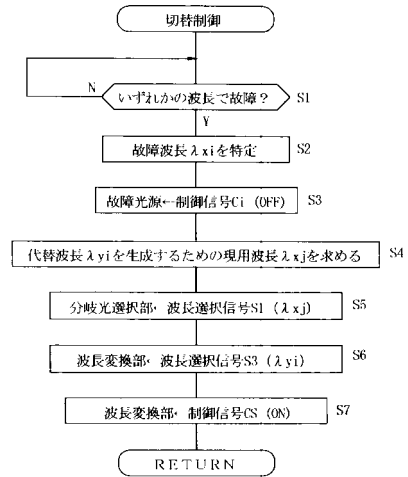 切替制御
N
いずれかの波長で故障?
S1
Y
故障波長λxiを特定
S2
故障光源←制御信号Ci (OFF)
S3
代替波長λyiを生成するための現用波長λxjを求める
S4
分岐光選択部←波長選択信号S1 (λxj)
S5
波長変換部←波長選択信号S3 (λyi)
S6
波長変換部←制御信号CS (ON)
S7
RETURN